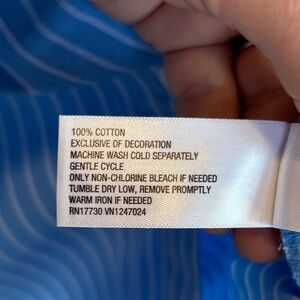 100% COTTON
EXCLUSIVE OF DECORATION
MACHINE WASH COLD SEPARATELY
GENTLE CYCLE
ONLY NON-CHLORINE BLEACH IF NEEDED
TUMBLE DRY LOW, REMOVE PROMPTLY
WARM IRON IF NEEDED
RN17730 VN1247024